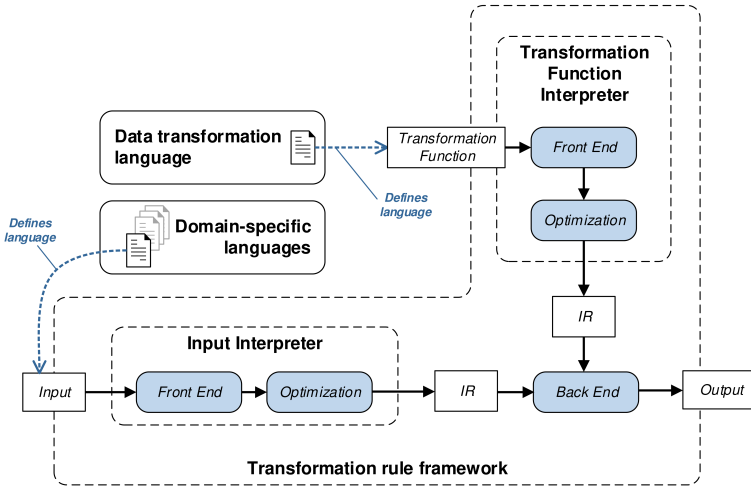 Transformation
Function
Interpreter
Data transformation
language
Transformation
Function
Front End
Defines
language
Optimization
Domain-specific
languages
Defines
language
IR
Input Interpreter
Input
Front End
Optimization
IR
Back End
Output
Transformation rule framework